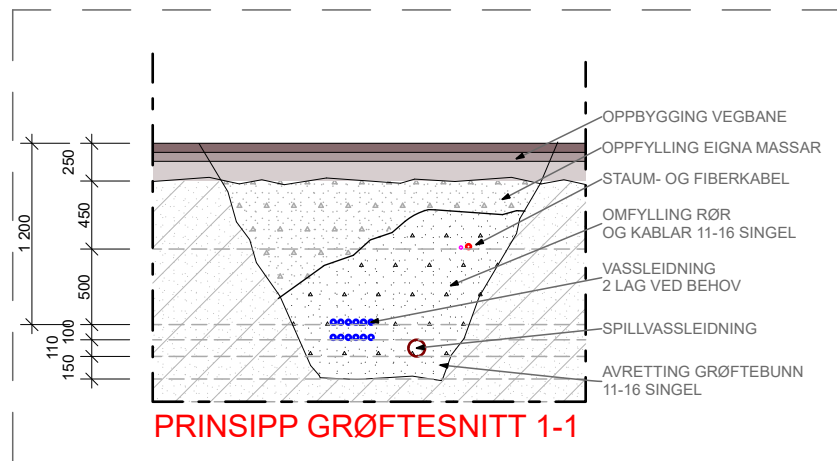 OPPBYGGING VEGBANE
OPPFYLLING EIGNA MASSAR
STAUM- OG FIBERKABEL
OMFYLLING RØR
OG KABLAR 11-16 SINGEL
VASSLEIDNING
2 LAG VED BEHOV
SPILLVASSLEIDNING
AVRETTING GRØFTEBUNN
11-16 SINGEL
250
450
1 200
500
100
110
150
PRINSIPP GRØFTESNITT 1-1